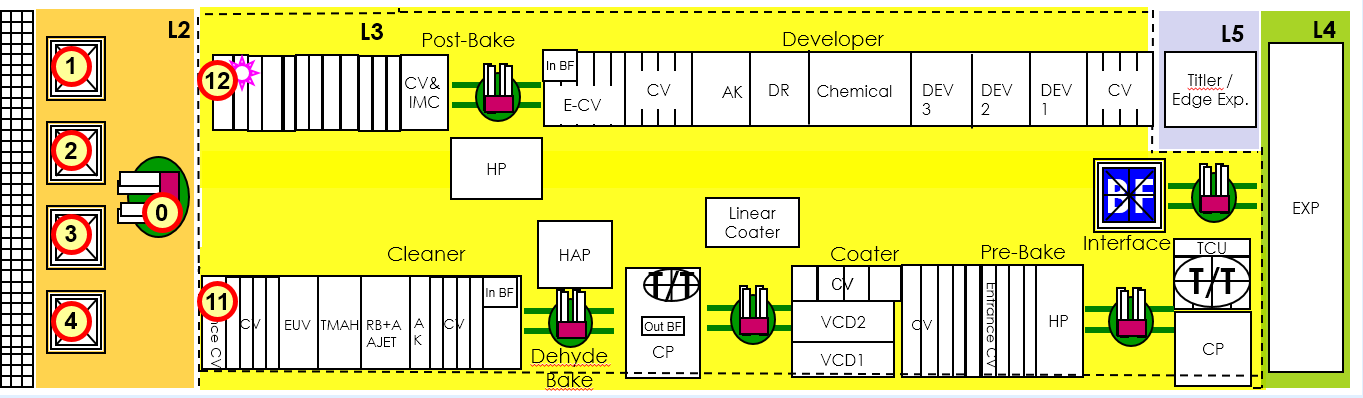 L2
L3
L5
L4
1
2
3
4
0
12
CV&
IMC
Post-Bake
HP
Developer
In BF
E-CV
CV
AK
DR
Chemical
DEV
3
DEV
2
DEV
1
CV
Titler /
Edge Exp.
EXP
BF
Interface
Linear
Coater
Cleaner
11
CV
EUV
TMAH
RB+A
AJET
A
K
CV
In BF
HAP
Dehyde
Bake
T/T
Out BF
CP
Coater
CV
VCD2
VCD1
Pre-Bake
CV
Entrance CV
HP
TCU
T/T
CP